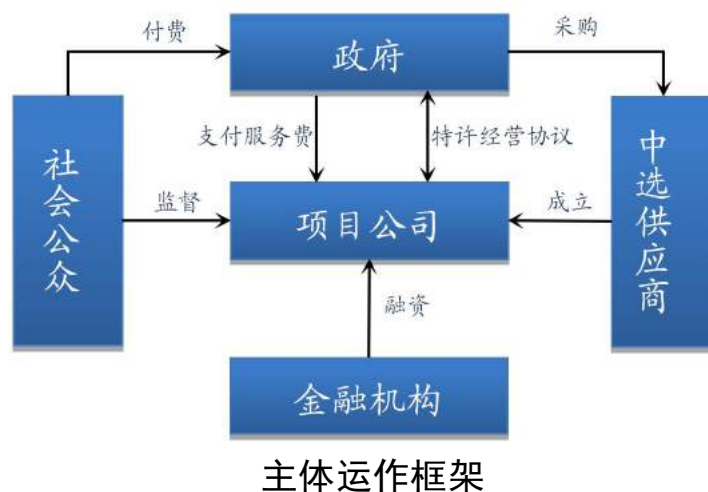 付费
政府
采购
支付服务费
特许经营协议
社会公众
监督
项目公司
成立
中选供应商
融资
金融机构
主体运作框架